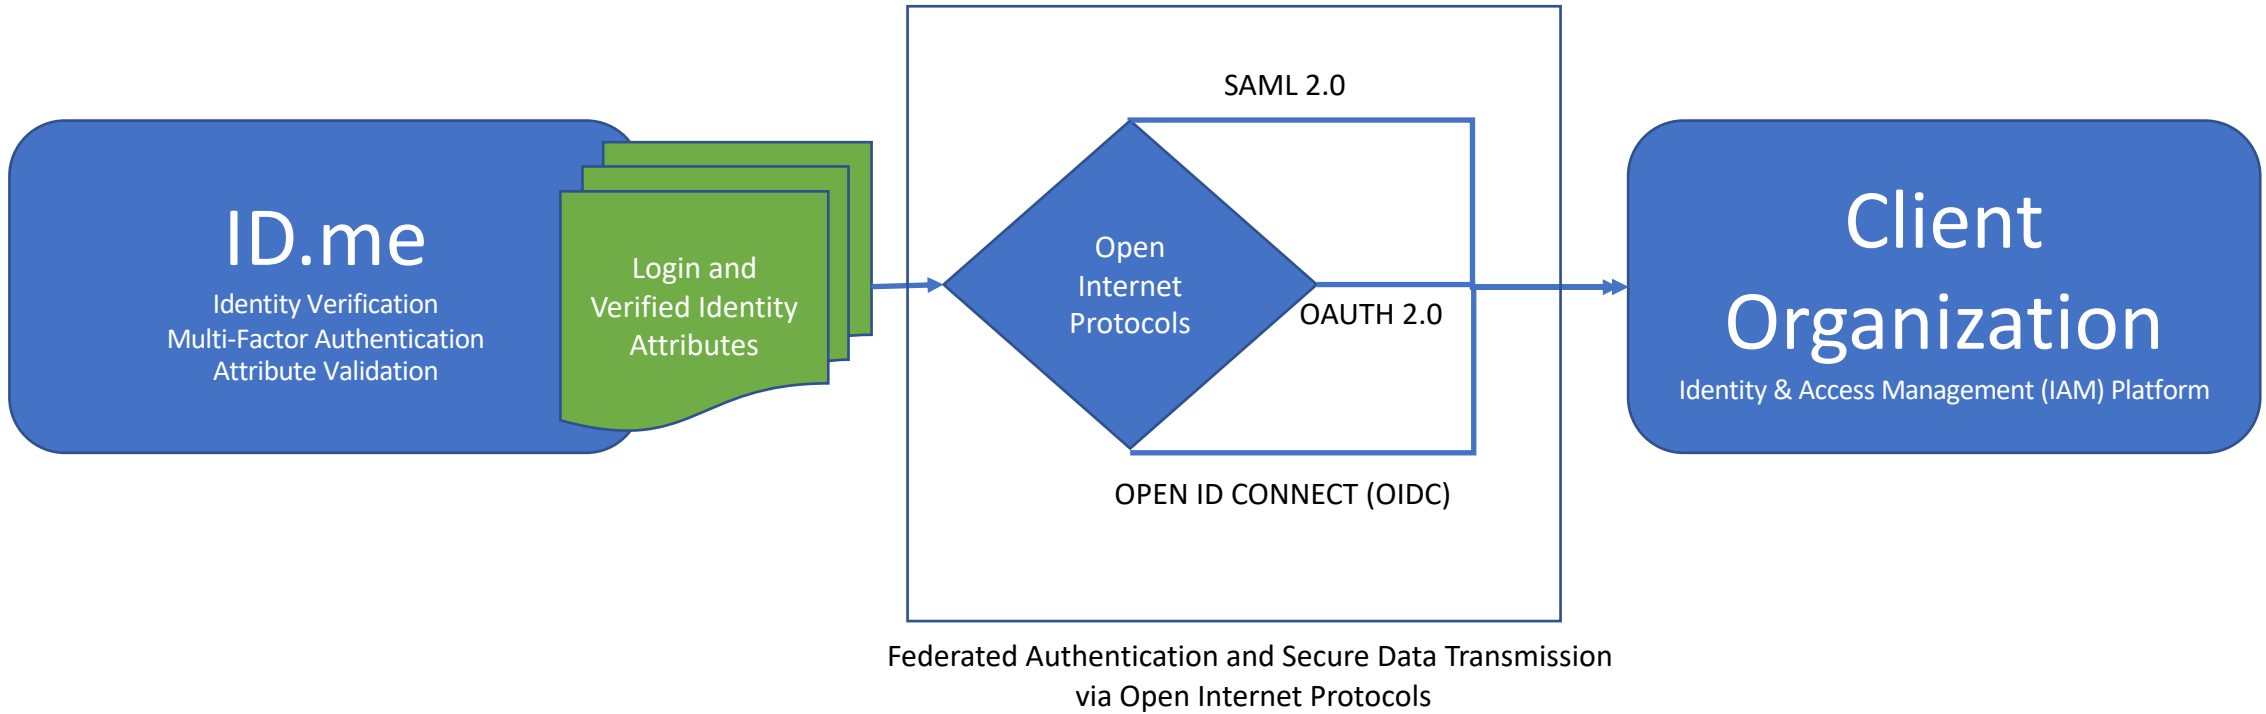 ID.me
Identity Verification
Multi-Factor Authentication
Attribute Validation
Login and
Verified Identity
Attributes
SAML 2.0
Open
Internet
Protocols
OAUTH 2.0
OPEN ID CONNECT (OIDC)
Federated Authentication and Secure Data Transmission
via Open Internet Protocols
Client
Organization
Identity & Access Management (IAM) Platform